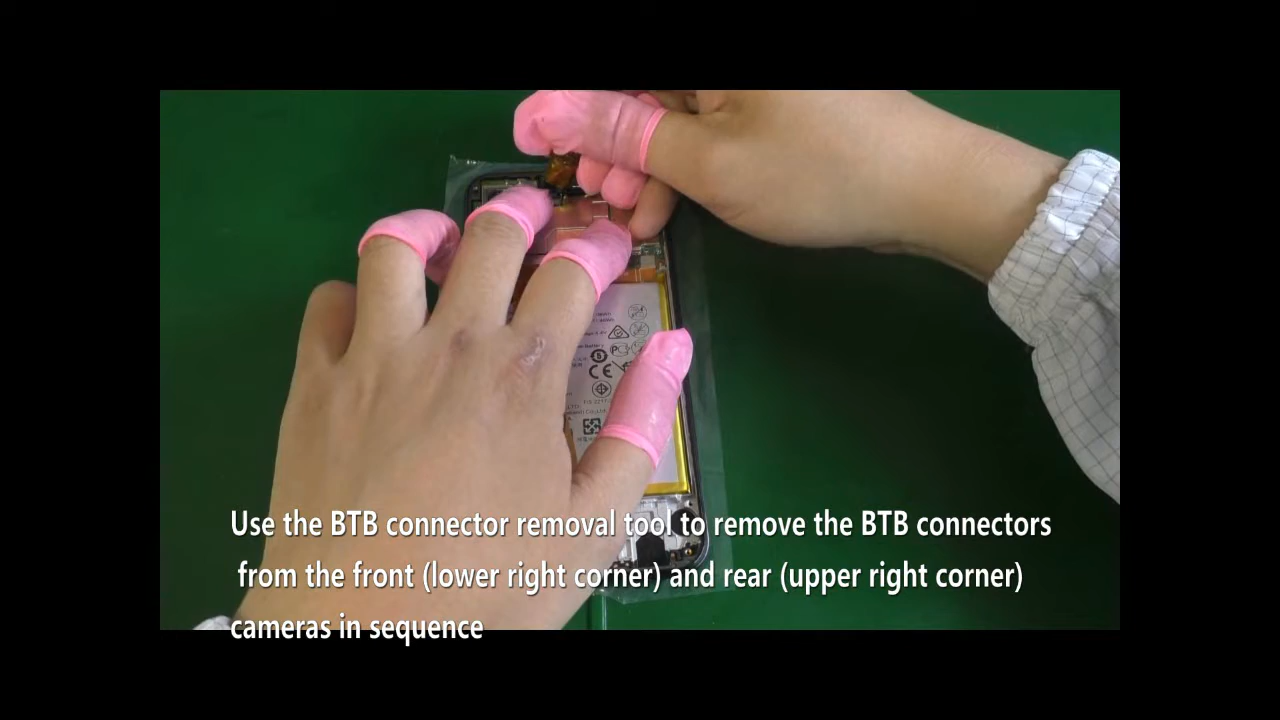 Use the BTB connector removal tool to remove the BTB connectors
from the front (lower right corner) and rear (upper right corner)
cameras in sequence
CE